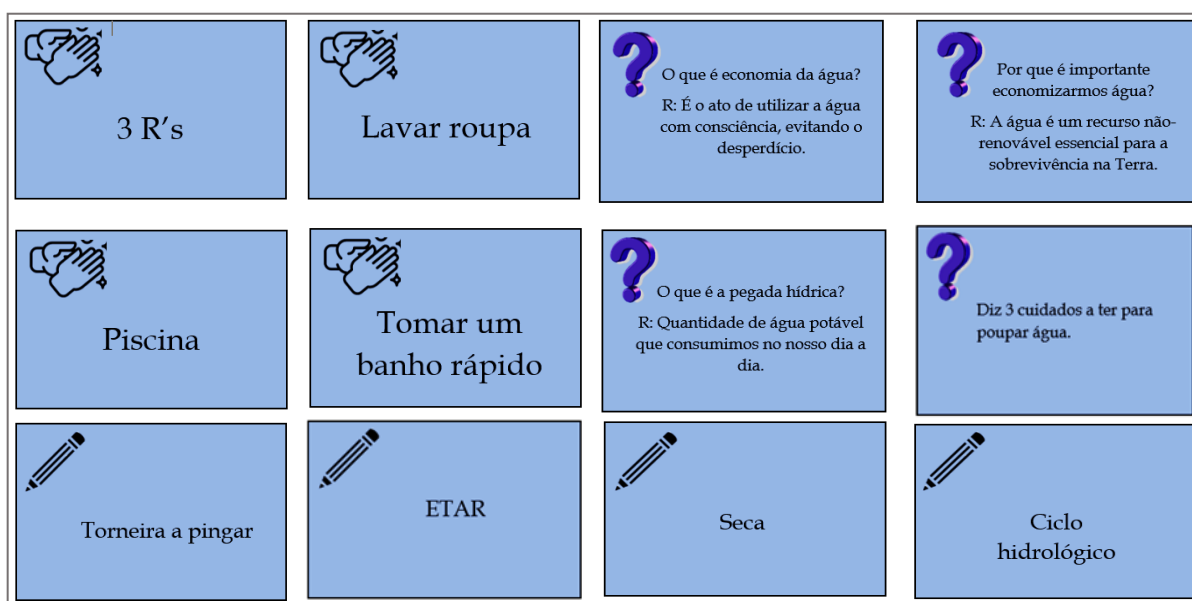 3 R’s
Lavar roupa
O que é economia da água?
R: É o ato de utilizar a água
com consciência, evitando o
desperdício.
Por que é importante
economizarmos água?
R: A água é um recurso não-
renovável essencial para a
sobrevivência na Terra.
Piscina
Tomar um
banho rápido
O que é a pegada hídrica?
R: Quantidade de água potável
que consumimos no nosso dia a
dia.
Diz 3 cuidados a ter para
poupar água.
Torneira a pingar
ETAR
Seca
Ciclo
hidrológico